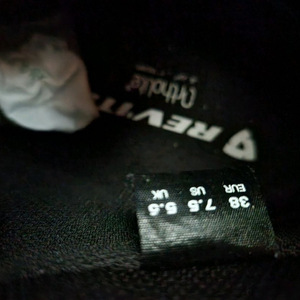 Ortholite
REV'IT!
38 7.5 5.5
EUR US UK